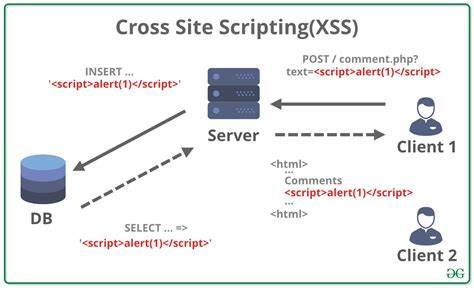 Cross Site Scripting(XSS)
INSERT ...
'<script>alert(1)</script>'
POST / comment.php?
text=<script>alert(1)</script>
Server
Client 1
DB
<html>
...
Comments
<script>alert(1)</script>
...
<html>
SELECT ... =>
'<script>alert(1)</script>'
Client 2